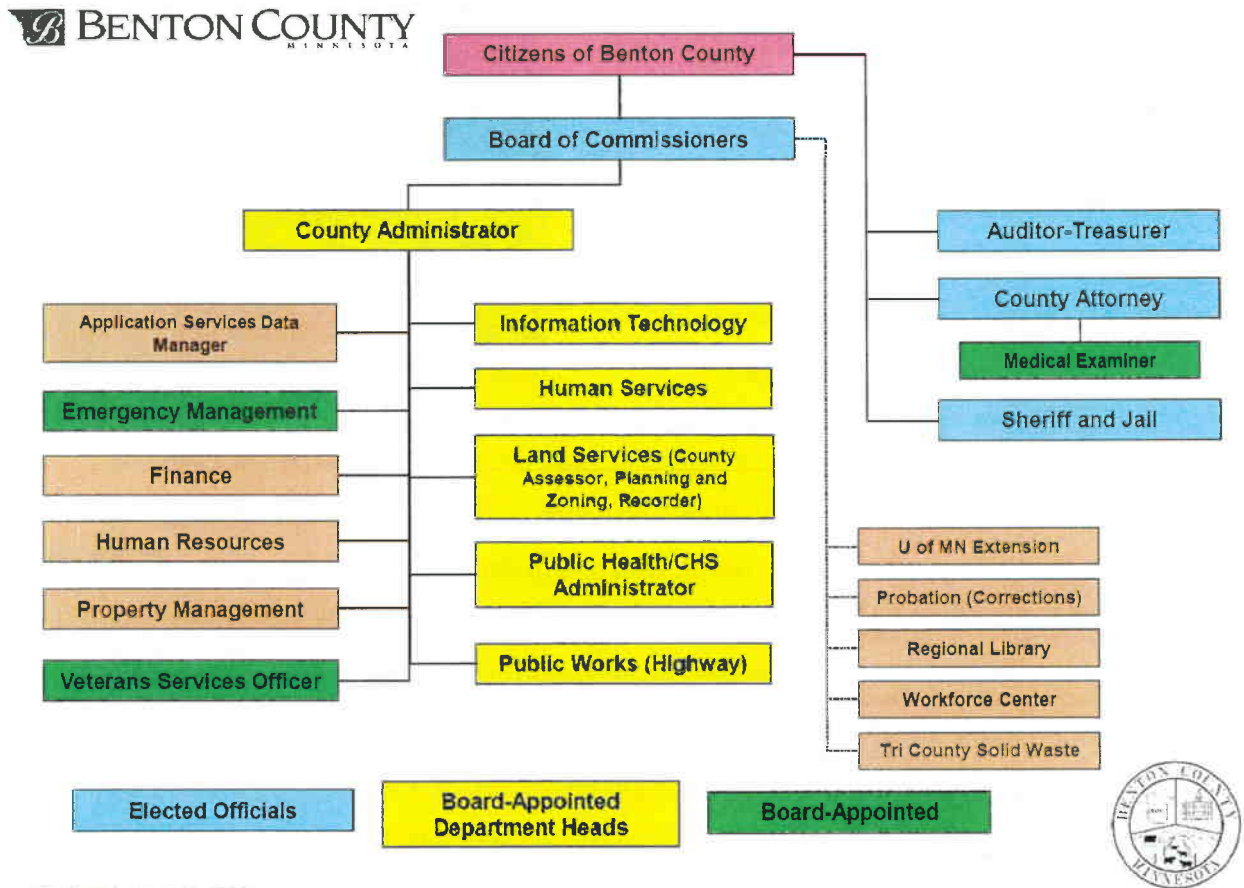 BENTON COUNTY
MINNESOTA
Citizens of Benton County
Board of Commissioners
County Administrator
Auditor-Treasurer
County Attorney
Medical Examiner
Sheriff and Jail
Application Services Data
Manager
Emergency Management
Finance
Human Resources
Property Management
Veterans Services Officer
Information Technology
Human Services
Land Services (County
Assessor, Planning and
Zoning, Recorder)
Public Health/CHS
Administrator
Public Works (Highway)
U of MN Extension
Probation (Corrections)
Regional Library
Workforce Center
Tri County Solid Waste
Elected Officials
Board-Appointed
Department Heads
Board-Appointed
BENTON COUNTY
MINNESOTA